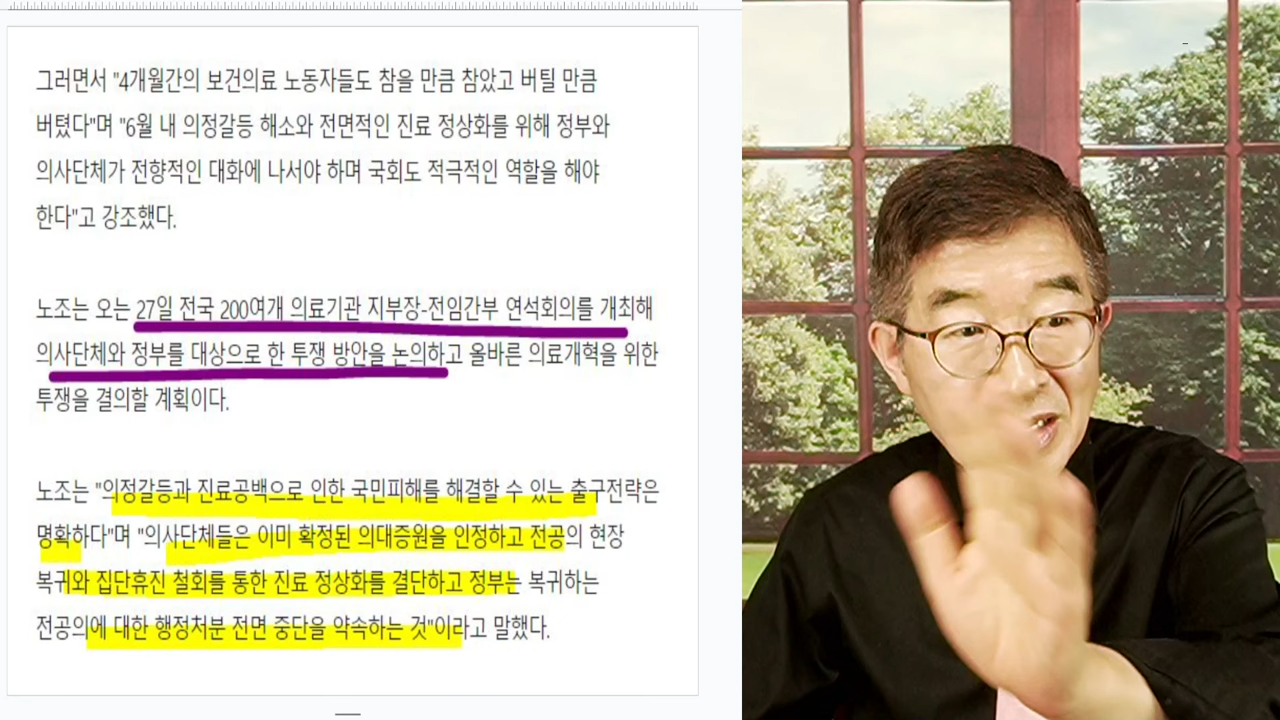 그러면서 "4개월간의 보건의료 노동자들도 참을 만큼 참았고 버틸 만큼
버텼다"며 "6월 내 의정갈등 해소와 전면적인 진료 정상화를 위해 정부와
의사단체가 전향적인 대화에 나서야 하며 국회도 적극적인 역할을 해야
한다"고 강조했다.
노조는 오는 27일 전국 200여개 의료기관 지부장-전임간부 연석회의를 개최해
의사단체와 정부를 대상으로 한 투쟁 방안을 논의하고 올바른 의료개혁을 위한
투쟁을 결의할 계획이다.
노조는 "의정갈등과 진료공백으로 인한 국민피해를 해결할 수 있는 출구전략은
명확하다"며 "의사단체들은 이미 확정된 의대증원을 인정하고 전공의 현장
복귀와 집단휴진 철회를 통한 진료 정상화를 결단하고 정부는 복귀하는
전공의에 대한 행정처분 전면 중단을 약속하는 것"이라고 말했다.